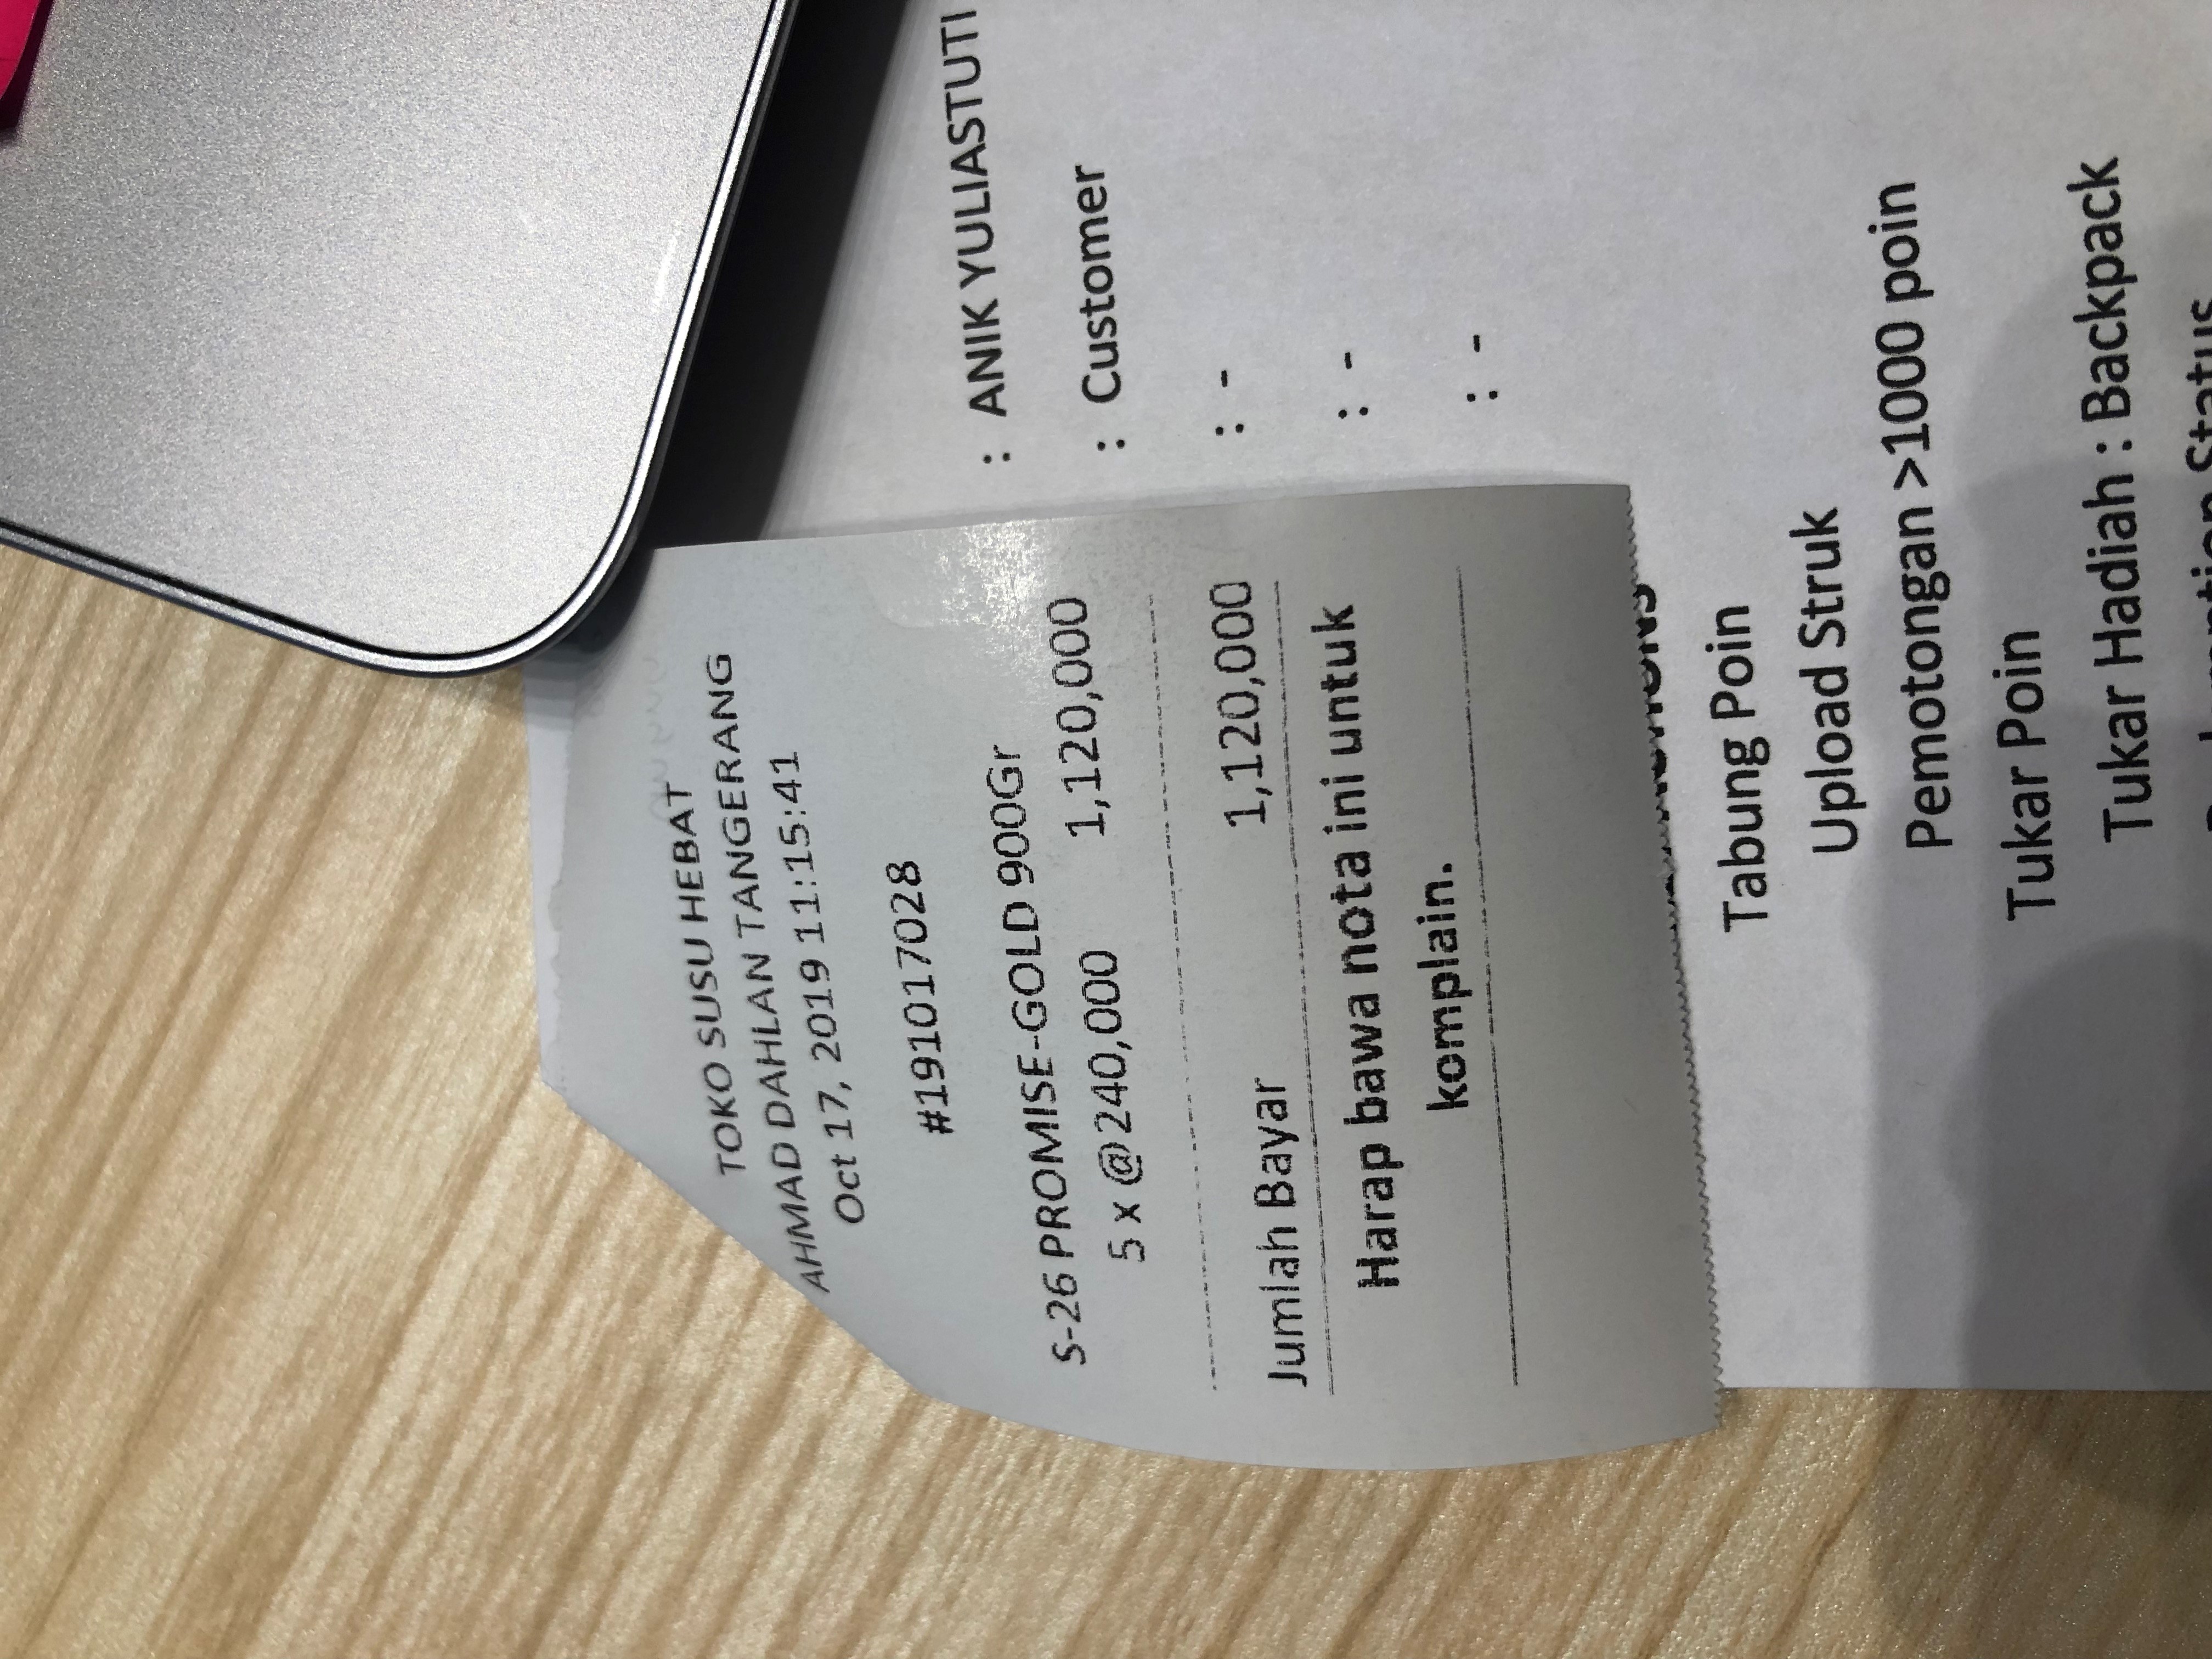 TOKO SUSU HEBAT
AHMAD DAHLAN TANGERANG
Oct 17, 2019 11:15:41
#191017028
S-26 PROMISE-GOLD 900Gr
5 x @240,000 1,120,000
Jumlah Bayar 1,120,000
Harap bawa nota ini untuk
komplain.
: ANIK YULIASTUTI
: Customer
: -
: -
: -
Tabung Poin
Upload Struk
Pemotongan >1000 poin
Tukar Poin
Tukar Hadiah : Backpack
Status